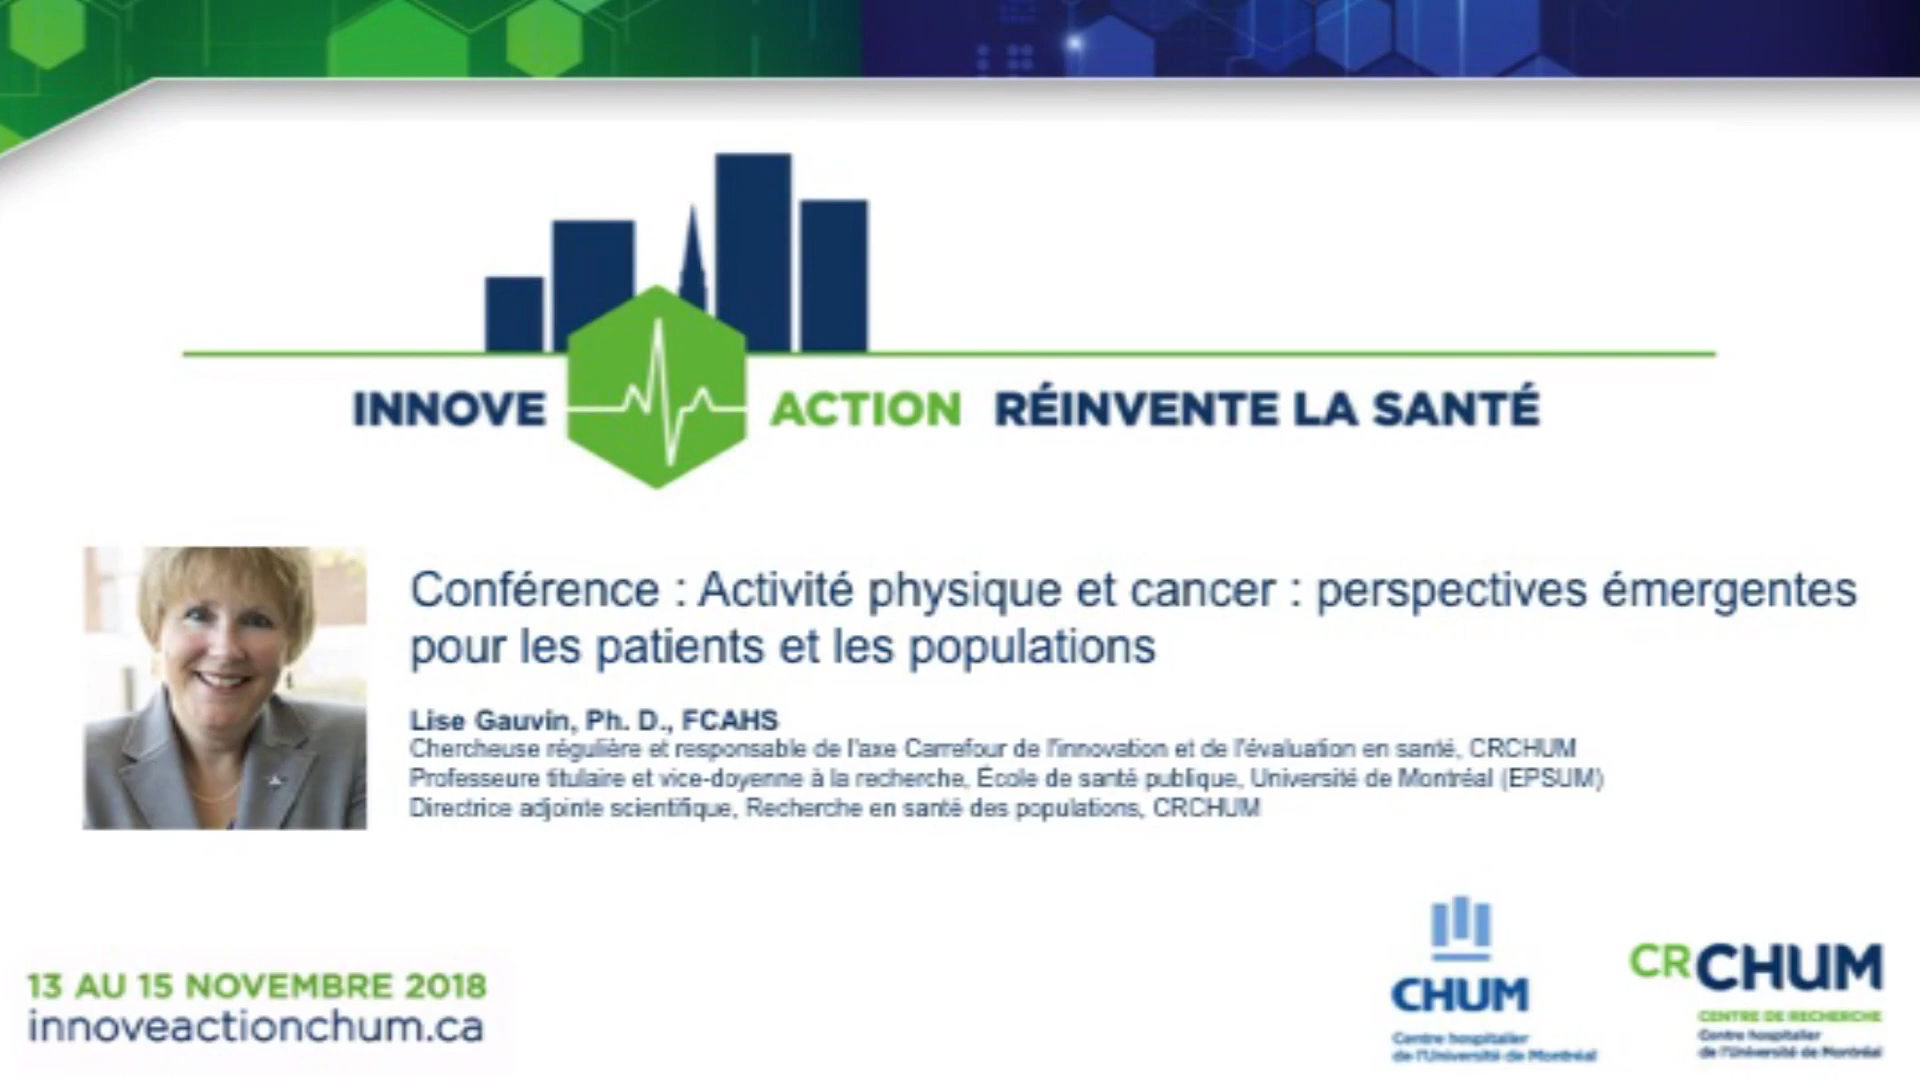 INNOVE ACTION RÉINVENTE LA SANTÉ
Conférence : Activité physique et cancer : perspectives émergentes
pour les patients et les populations
Lise Gauvin, Ph. D., FCAHS
Chercheuse régulière et responsable de l'axe Carrefour de l'innovation et de l'évaluation en santé, CRCHUM
Professeure titulaire et vice-doyenne à la recherche, École de santé publique, Université de Montréal (EPSUM)
Directrice adjointe scientifique, Recherche en santé des populations, CRCHUM
13 AU 15 NOVEMBRE 2018
innoveactionchum.ca
CHUM
Centre hospitalier
de l'Université de Montréal
CRCHUM
CENTRE DE RECHERCHE
Centre hospitalier
de l'Université de Montréal